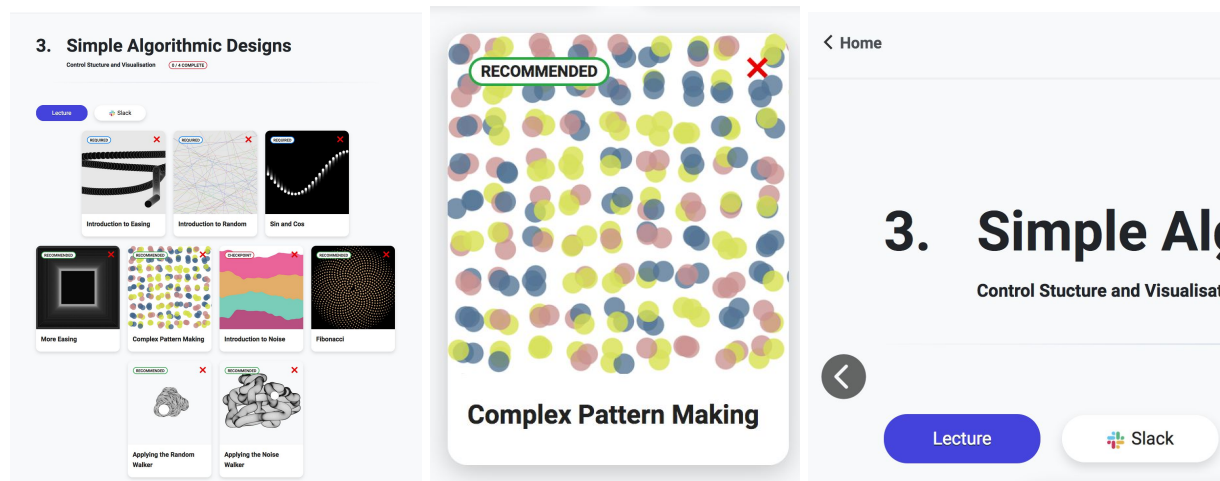 3. Simple Algorithmic Designs
Control Stucture and Visualisation 0 / 4 COMPLETE
Lecture Slack
REQUIRED REQUIRED REQUIRED
Introduction to Easing Introduction to Random Sin and Cos
RECOMMENDED RECOMMENDED CHECKPOINT RECOMMENDED
More Easing Complex Pattern Making Introduction to Noise Fibonacci
RECOMMENDED RECOMMENDED
Applying the Random Applying the Noise
Walker Walker
RECOMMENDED
Complex Pattern Making
Home
3. Simple Alg
Control Stucture and Visualisat
Lecture Slack